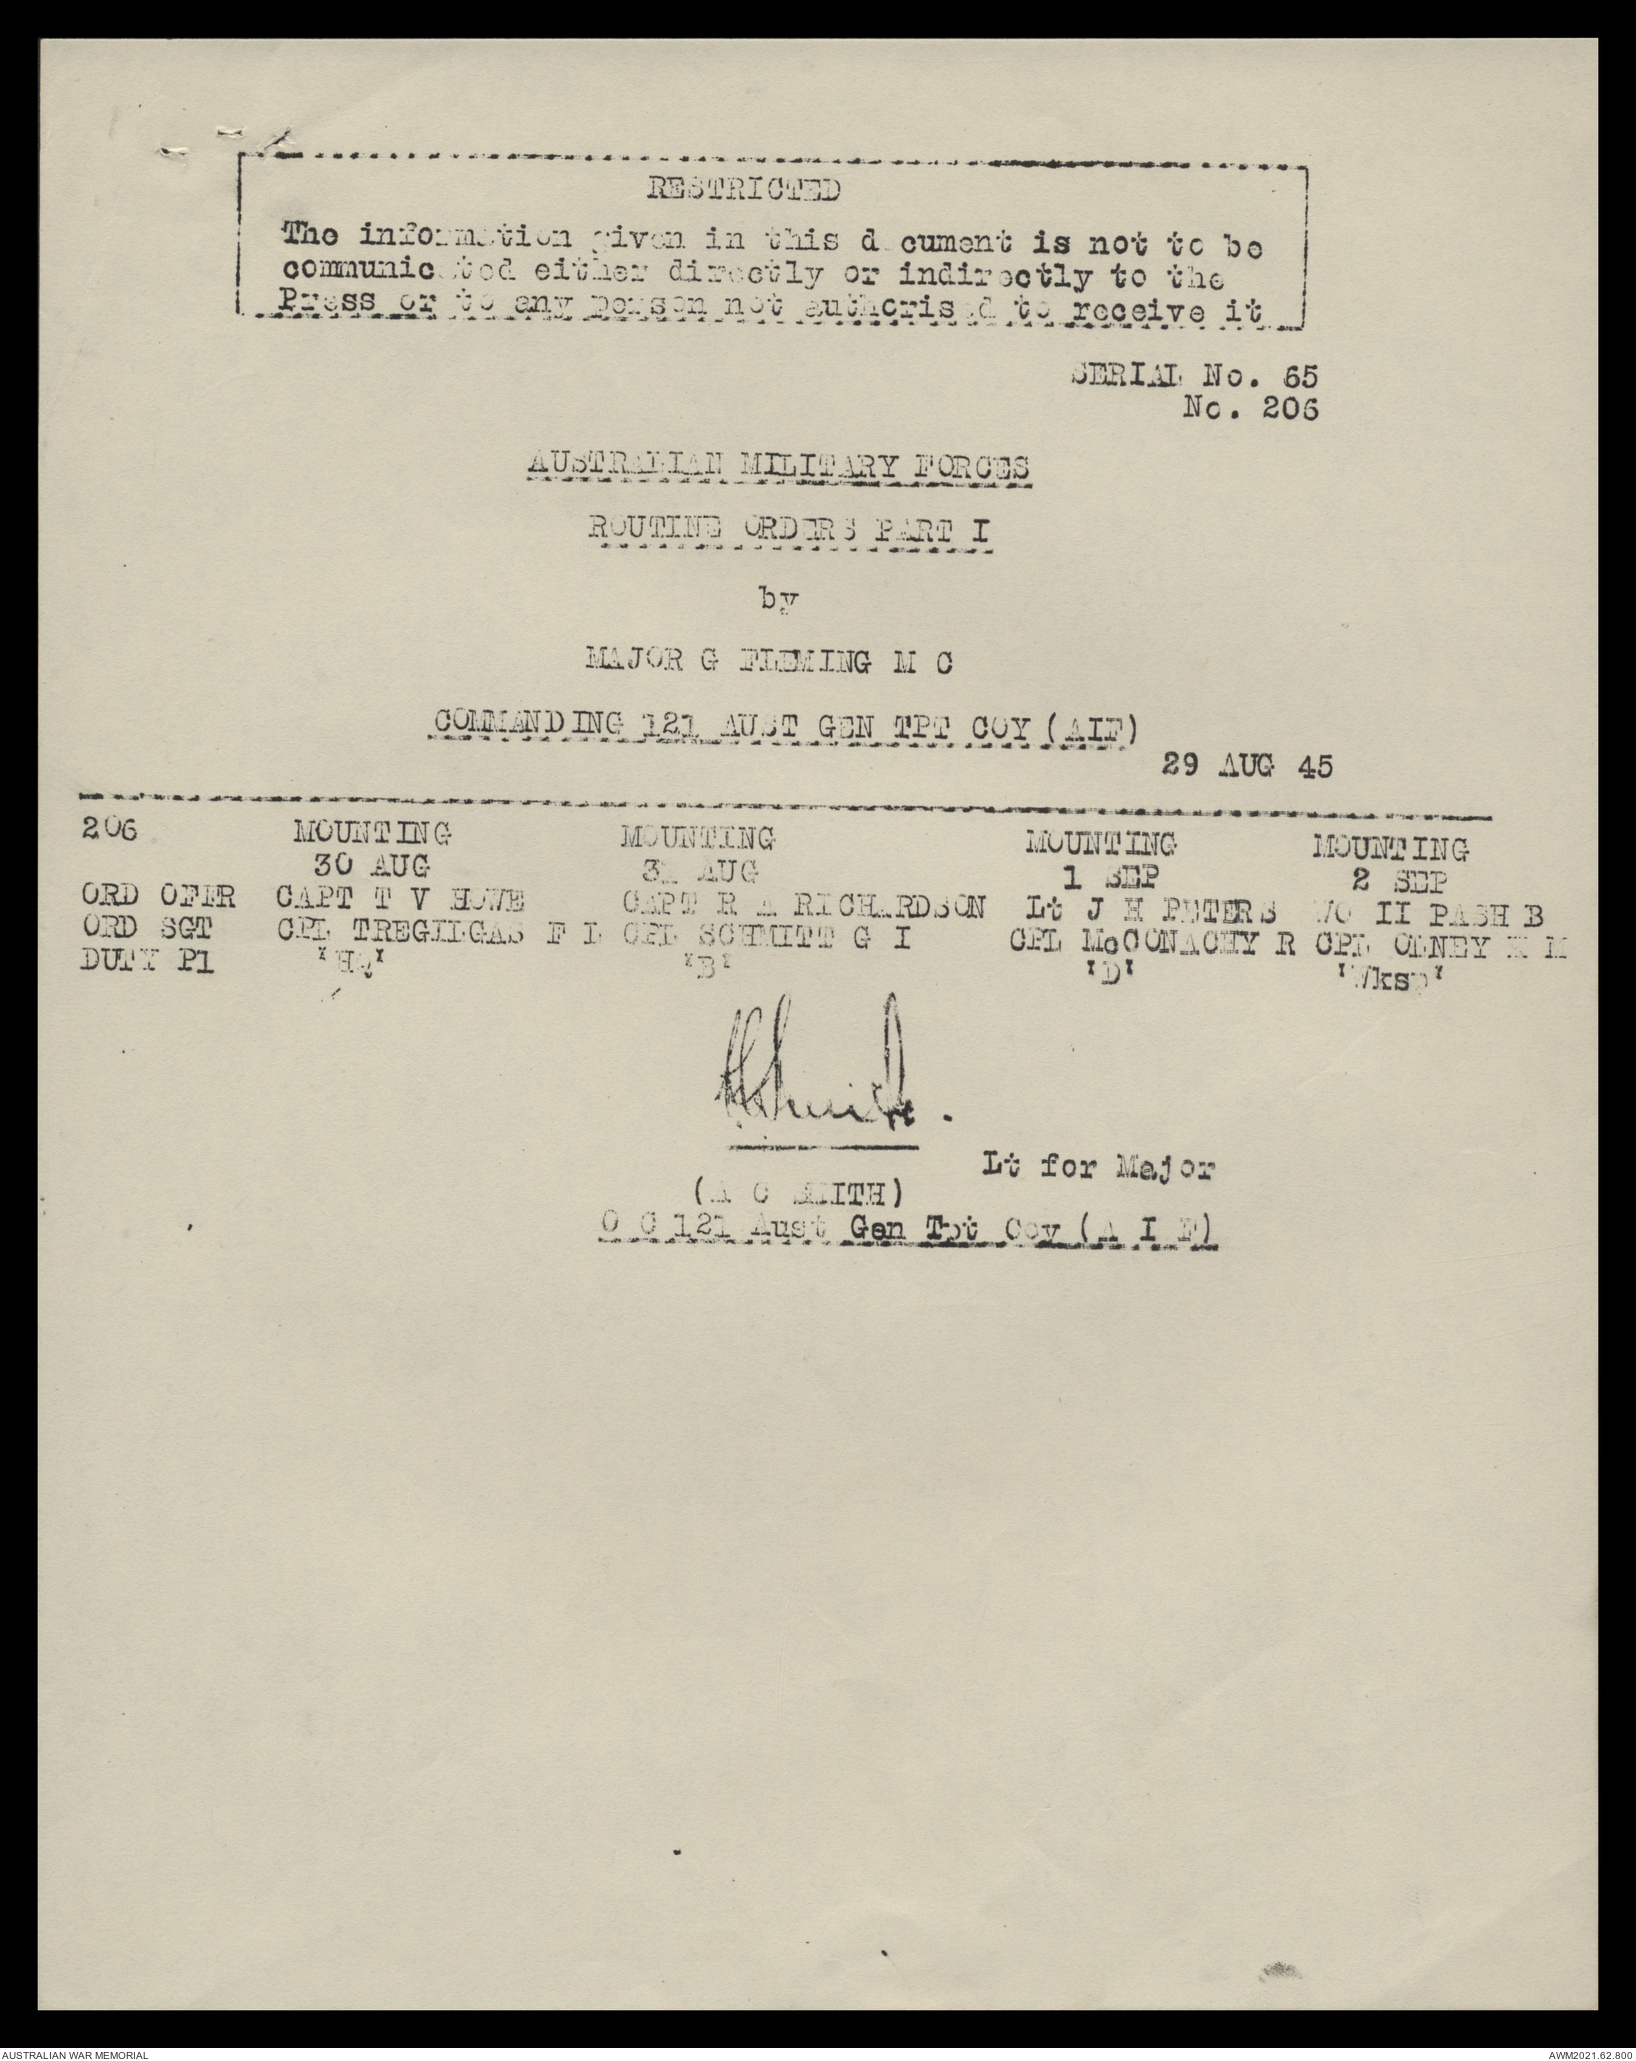 RESTRICTED
The information given in this document is not to be
communicated either directly or indirectly to the
Press or to any person not authorised to receive it
SERIAL No. 65
No. 206
AUSTRALIAN MILITARY FORCES
ROUTINE ORDERS PART I
by
MAJOR G FLEMING M C
COMMANDING 121 AUST GEN TPT COY (AIF)
29 AUG 45
206 MOUNTING MOUNTING MOUNTING MOUNTING
30 AUG 31 AUG 1 SEP 2 SEP
ORD OFFR CAPT T V HOWE CAPT R A RICHARDSON Lt J H PETERS WO II PASH B
ORD SGT CPL TREGILGAS F L CPL SCHMITT G I CPL McCONACHY R CPL OLNEY K M
DUTY Pl 'HQ' 'B' 'D' 'Wksp'
Lt for Major
(A C SMITH)
O C 121 Aust Gen Tpt Coy (A I F)
AUSTRALIAN WAR MEMORIAL
AWM2021.62.800